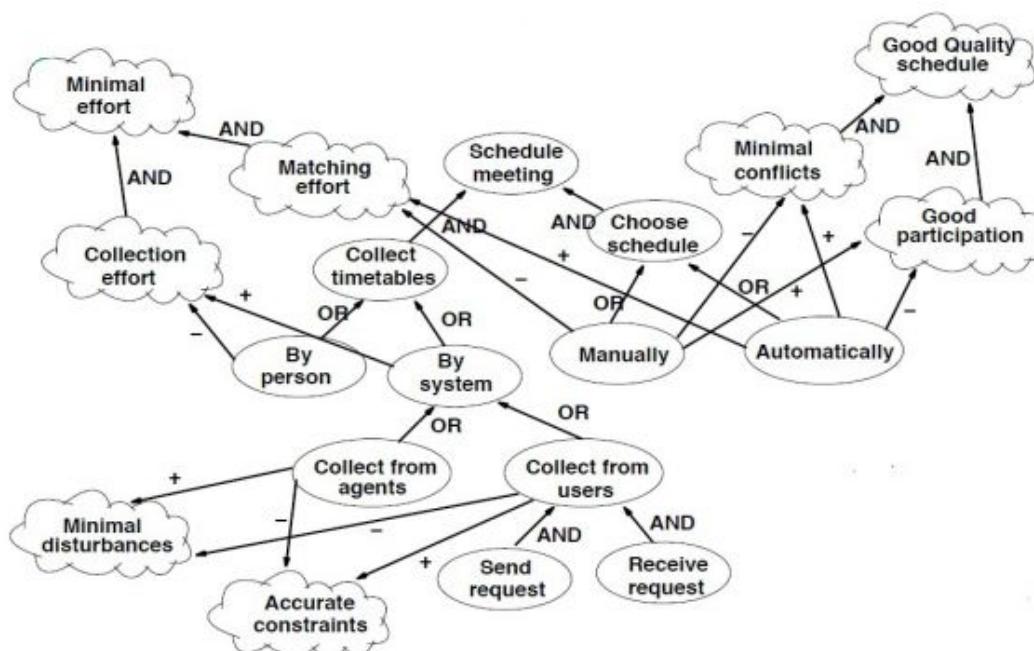 Good Quality
schedule
Minimal
effort
AND
AND
Schedule
meeting
Minimal
conflicts
AND
Matching
effort
AND
AND
AND
Choose
schedule
Good
participation
Collection
effort
Collect
timetables
AND
–
+
+
–
+
OR
OR
OR
OR
+
–
–
By
person
By
system
Manually
Automatically
OR
OR
Collect from
agents
Collect from
users
+
–
–
Minimal
disturbances
AND
AND
+
Send
request
Receive
request
Accurate
constraints